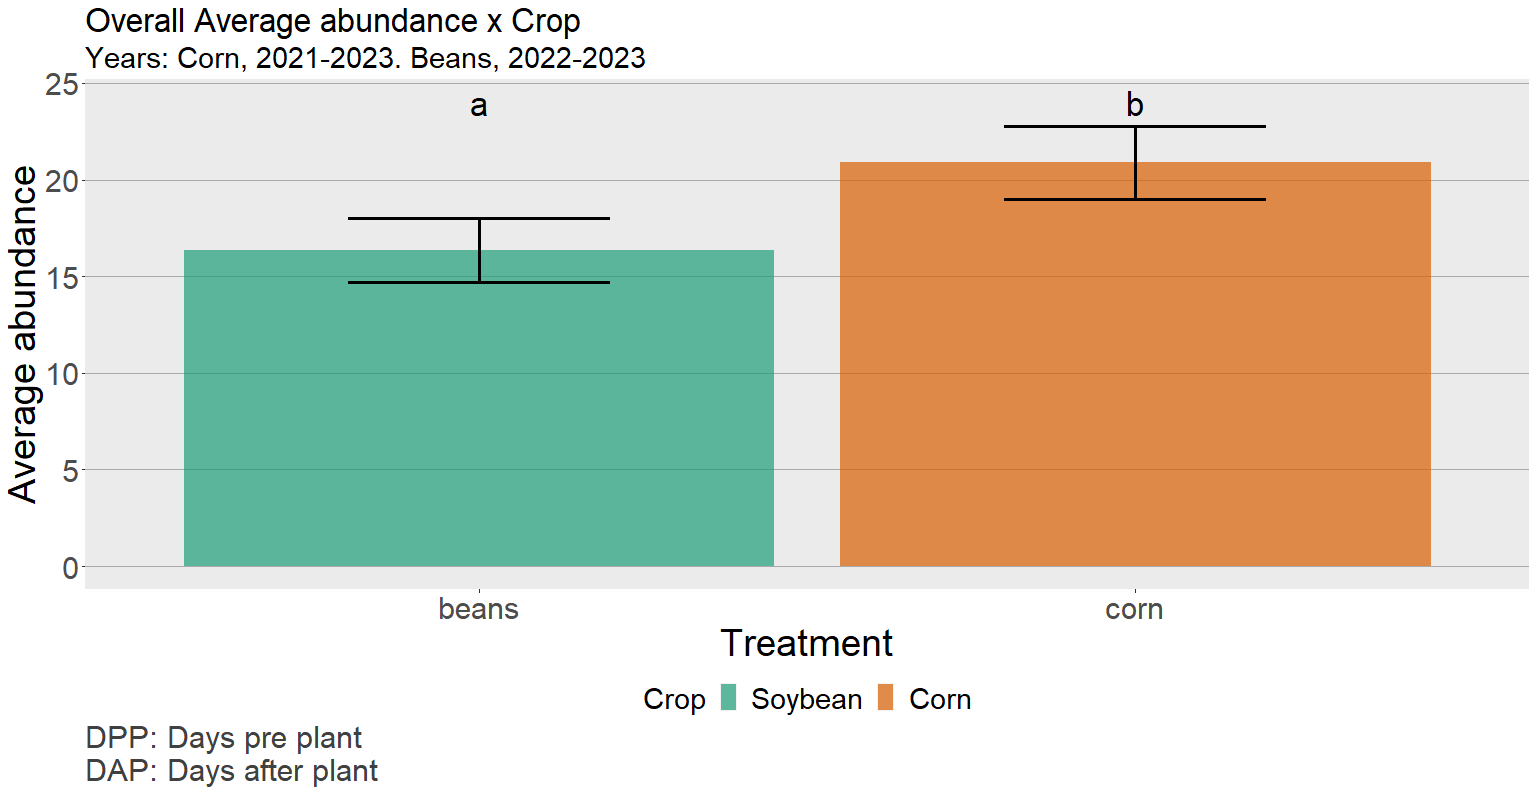 Overall Average abundance x Crop
Years: Corn, 2021-2023. Beans, 2022-2023
Average abundance
25
20
15
10
5
0
a
b
beans
corn
Treatment
Crop Soybean Corn
DPP: Days pre plant
DAP: Days after plant